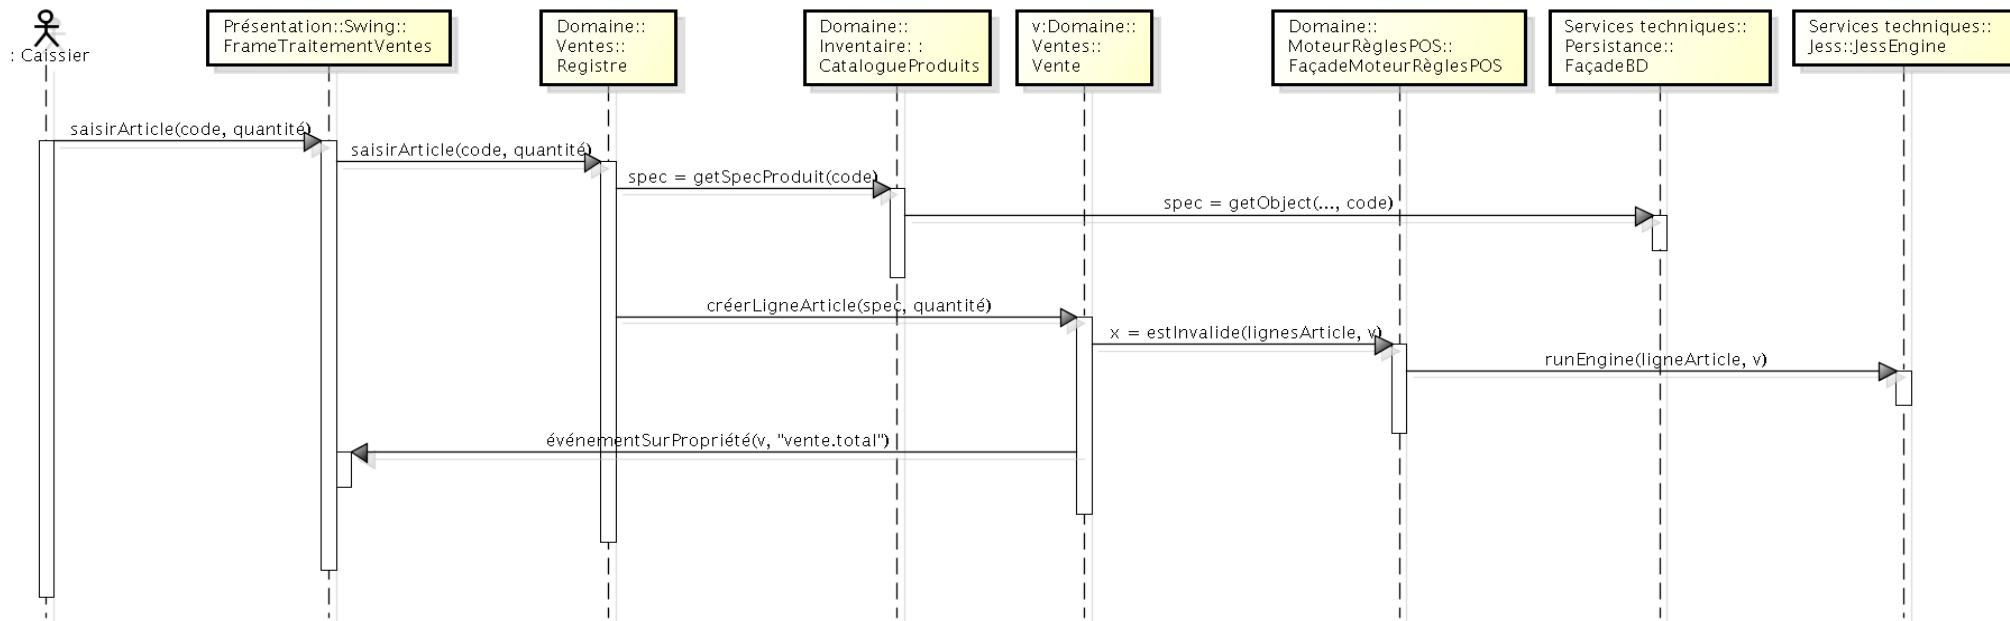 : Caissier
Présentation::Swing::
FrameTraitementVentes
Domaine::
Ventes::
Registre
Domaine::
Inventaire: :
CatalogueProduits
v:Domaine::
Ventes::
Vente
Domaine::
MoteurRèglesPOS::
FaçadeMoteurRèglesPOS
Services techniques::
Persistance::
FaçadeBD
Services techniques::
Jess::JessEngine
saisirArticle(code, quantité)
saisirArticle(code, quantité)
spec = getSpecProduit(code)
spec = getObject(..., code)
créerLigneArticle(spec, quantité)
x = estInvalide(lignesArticle, v)
runEngine(ligneArticle, v)
événementSurPropriété(v, "vente.total")